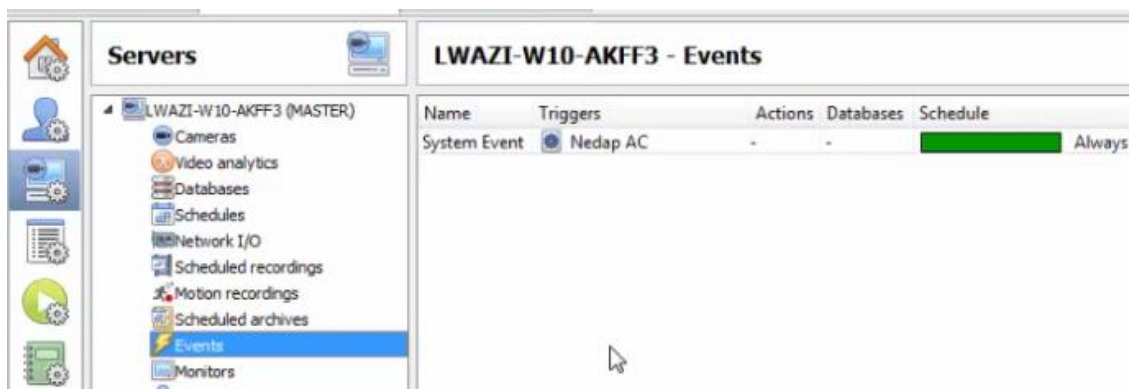 Servers
LWAZI-W10-AKFF3 (MASTER)
Cameras
Video analytics
Databases
Schedules
Network I/O
Scheduled recordings
Motion recordings
Scheduled archives
Events
Monitors
LWAZI-W10-AKFF3 - Events
Name Triggers Actions Databases Schedule
System Event Nedap AC - - Always